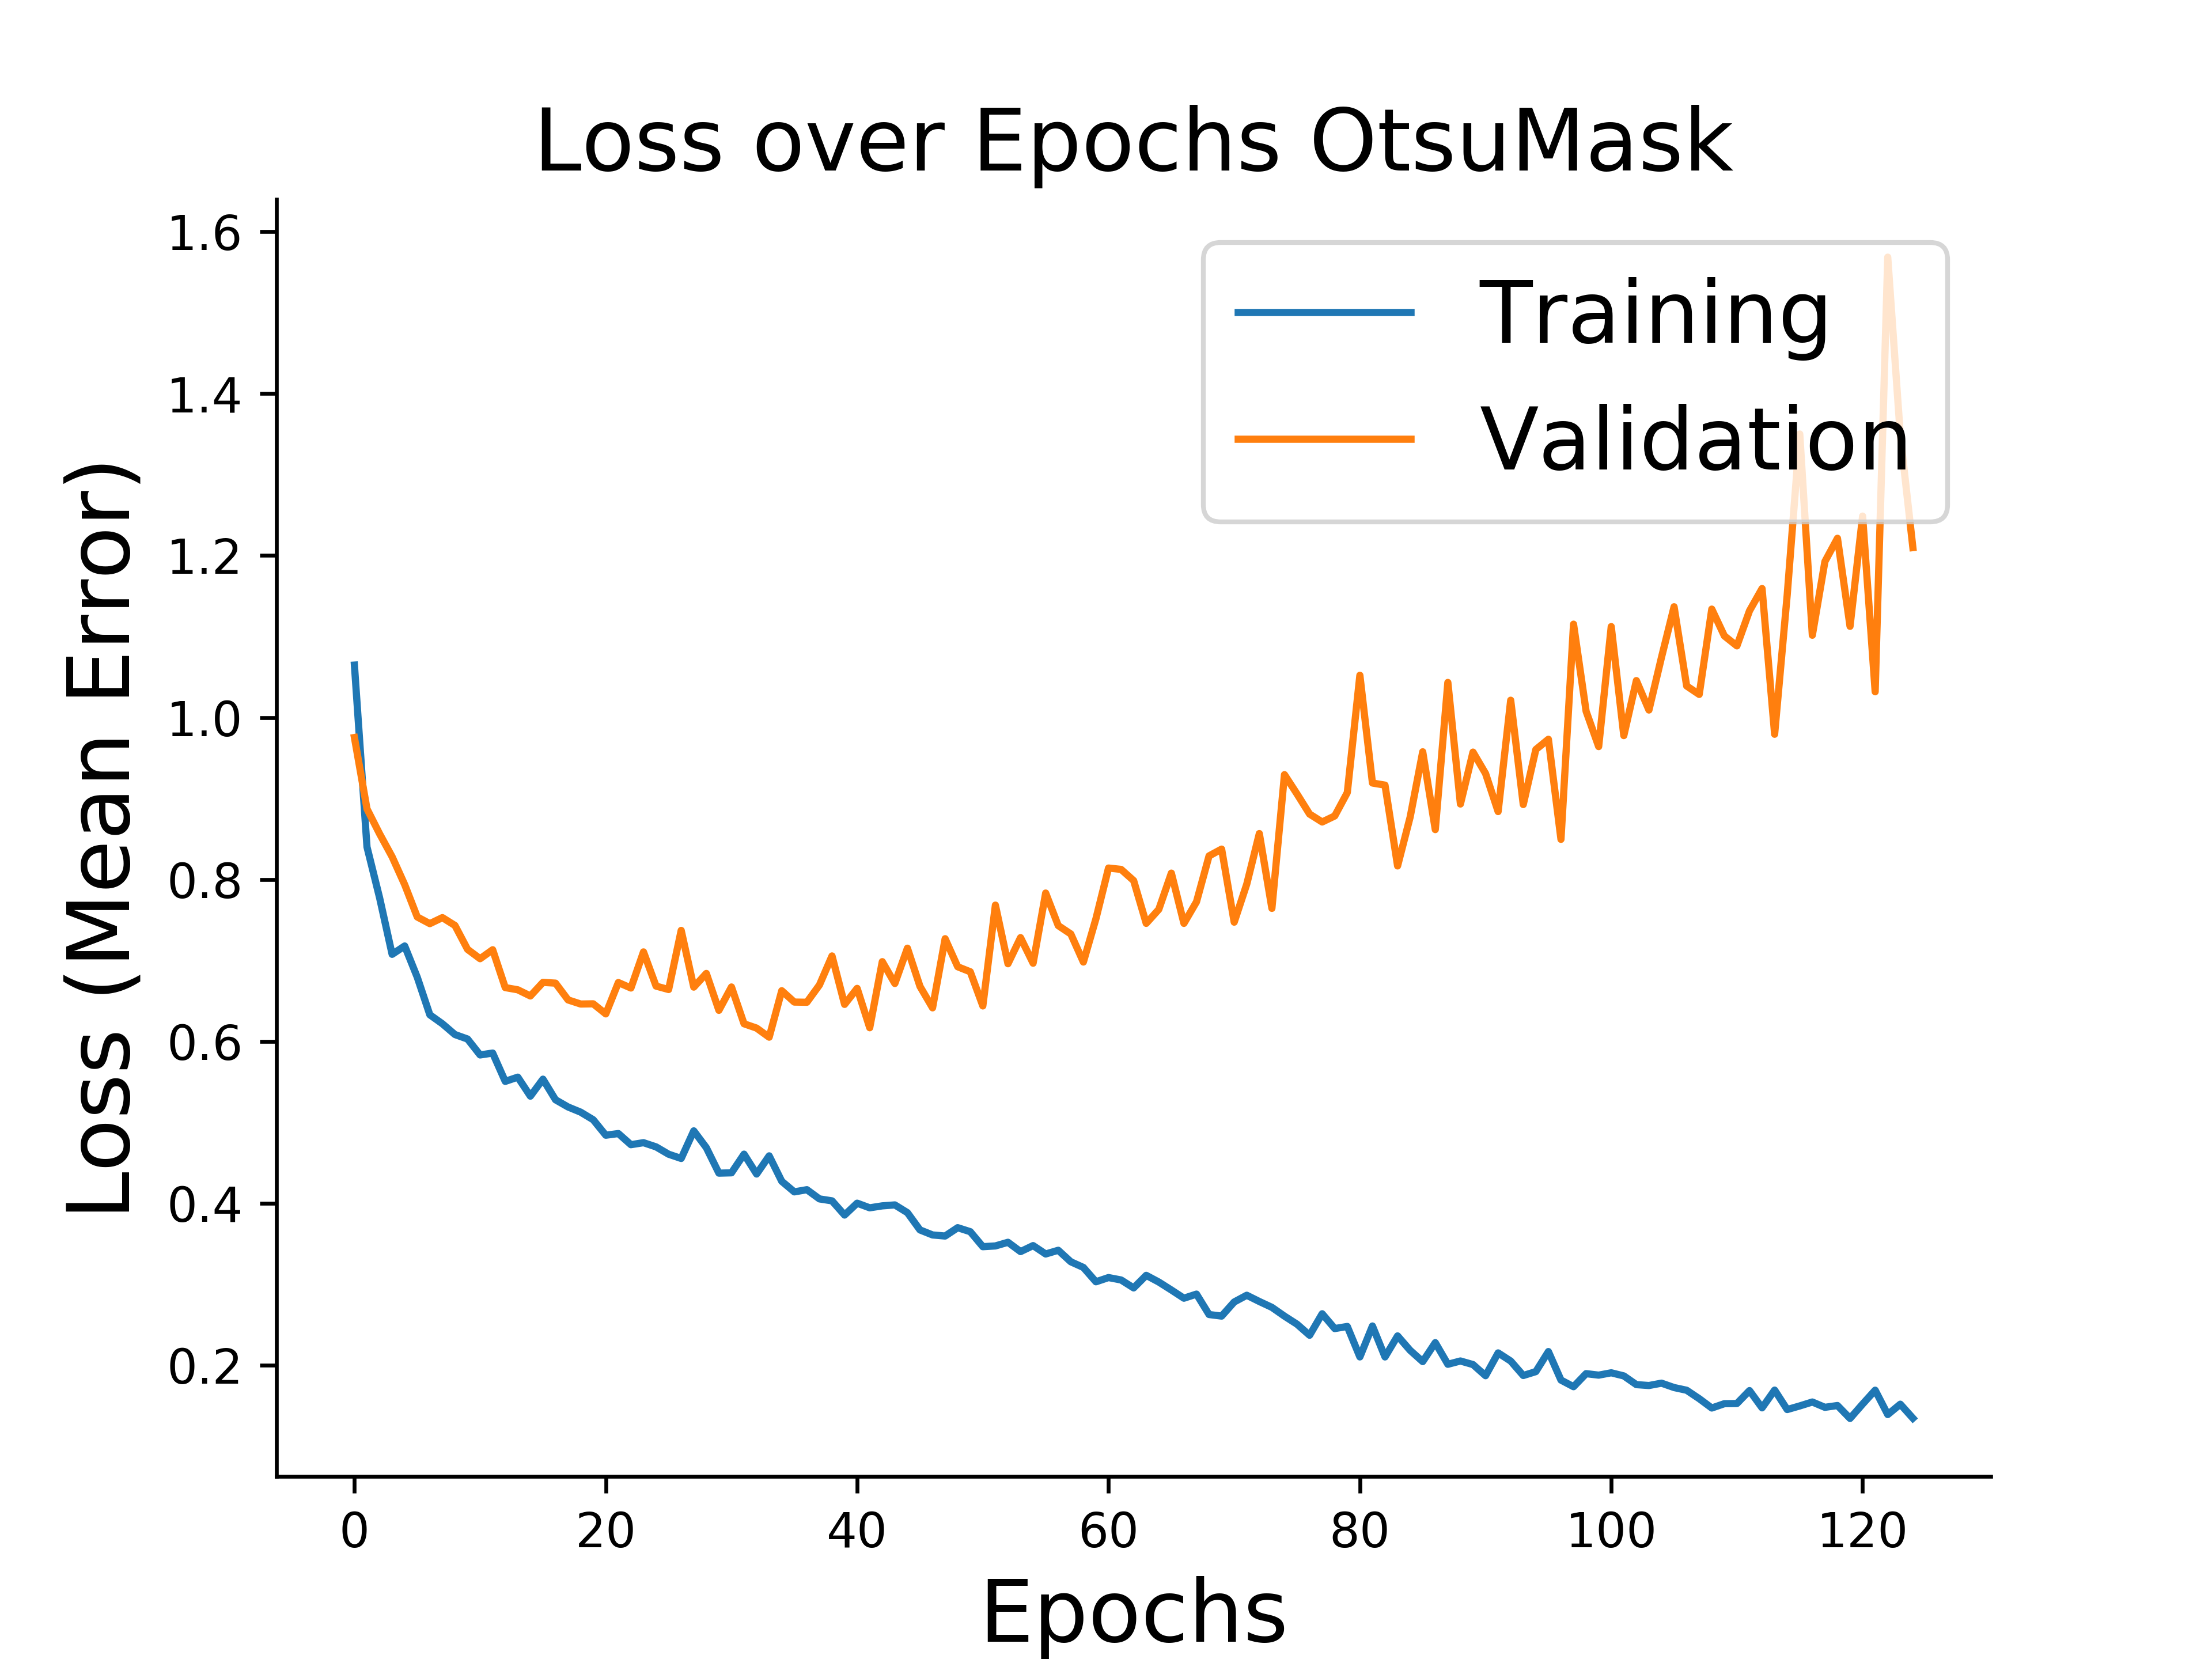 Loss over Epochs OtsuMask
Training
Validation
Loss (Mean Error)
1.6
1.4
1.2
1.0
0.8
0.6
0.4
0.2
0 20 40 60 80 100 120
Epochs